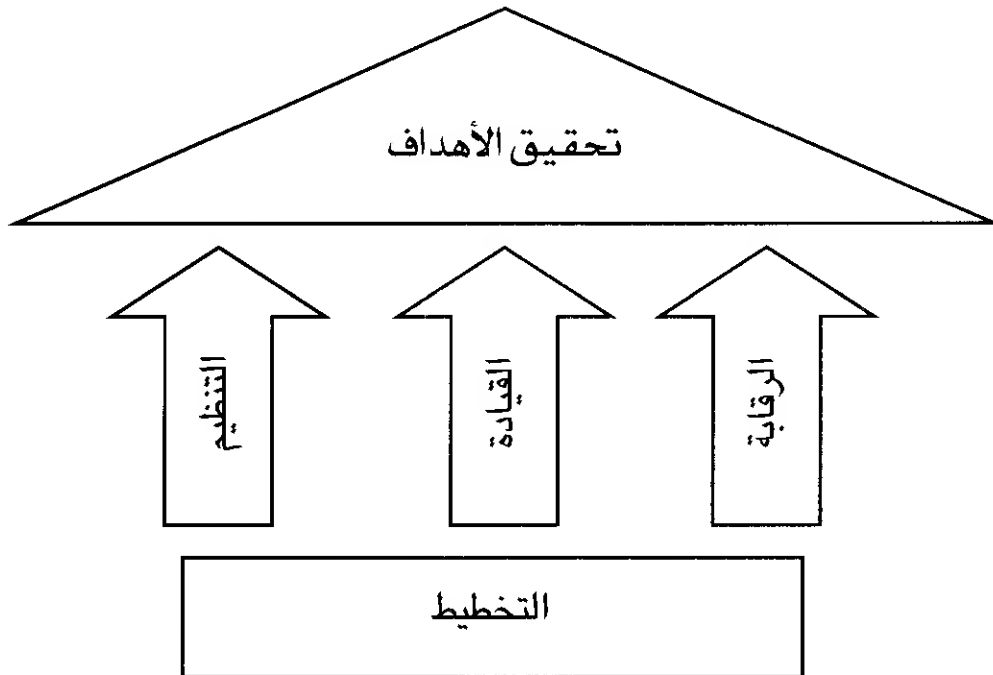 تحقيق الأهداف
الرقابة
القيادة
التنظيم
التخطيط